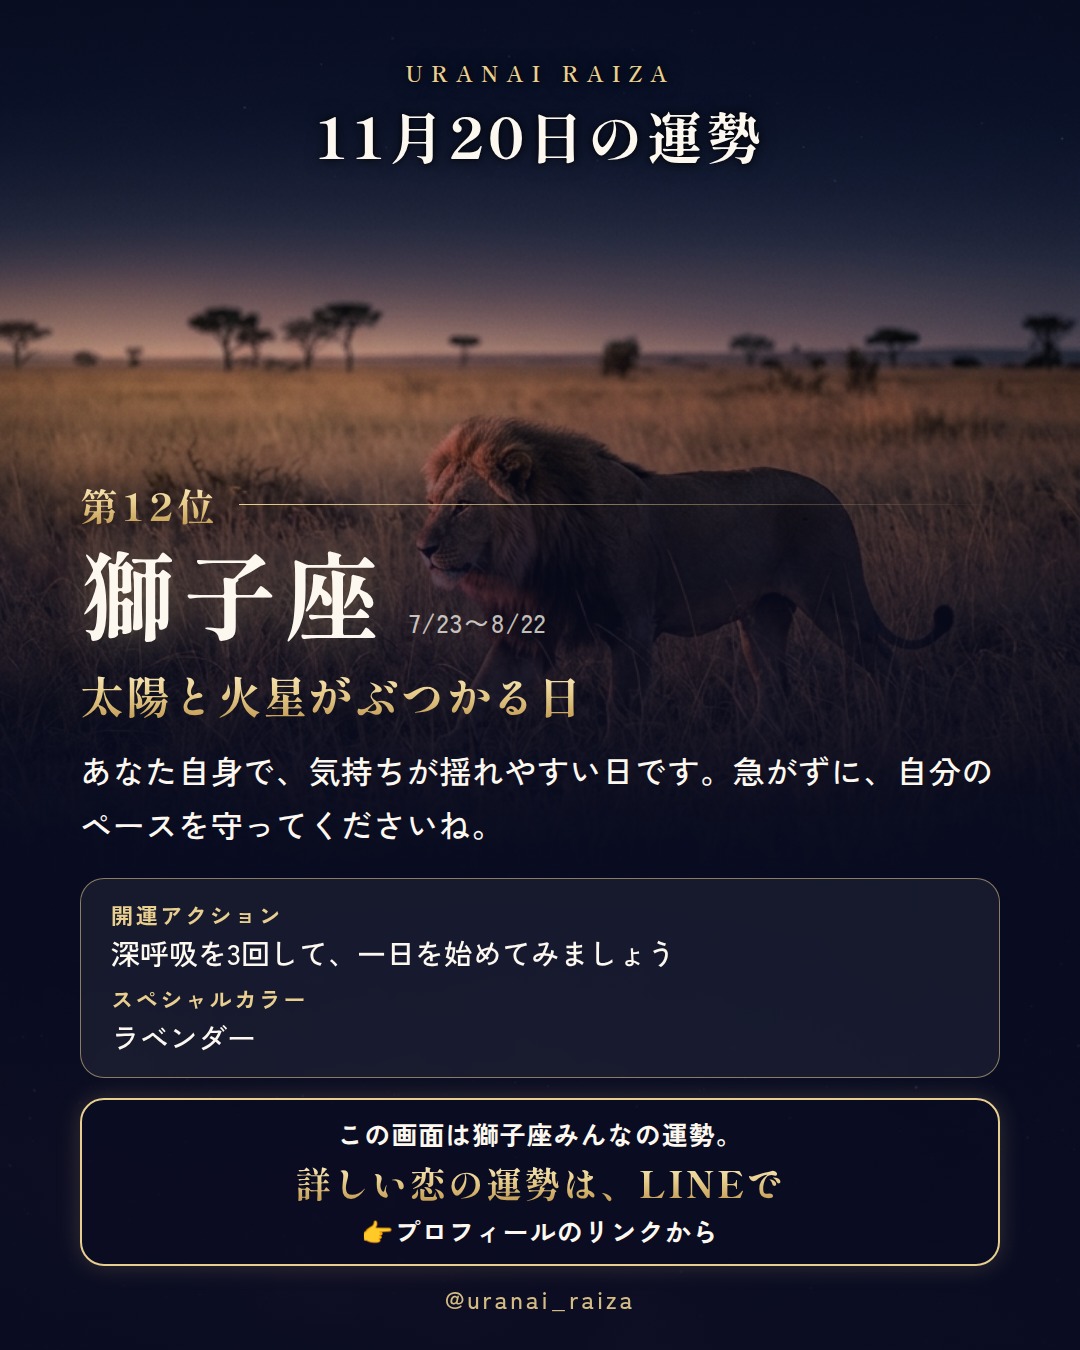 URANAI RAIZA
11月20日の運勢
第12位
獅子座 7/23〜8/22
太陽と火星がぶつかる日
あなた自身で、気持ちが揺れやすい日です。急がずに、自分の
ペースを守ってくださいね。
開運アクション
深呼吸を3回して、一日を始めてみましょう
スペシャルカラー
ラベンダー
この画面は獅子座みんなの運勢。
詳しい恋の運勢は、LINEで
👉プロフィールのリンクから
@uranai_raiza